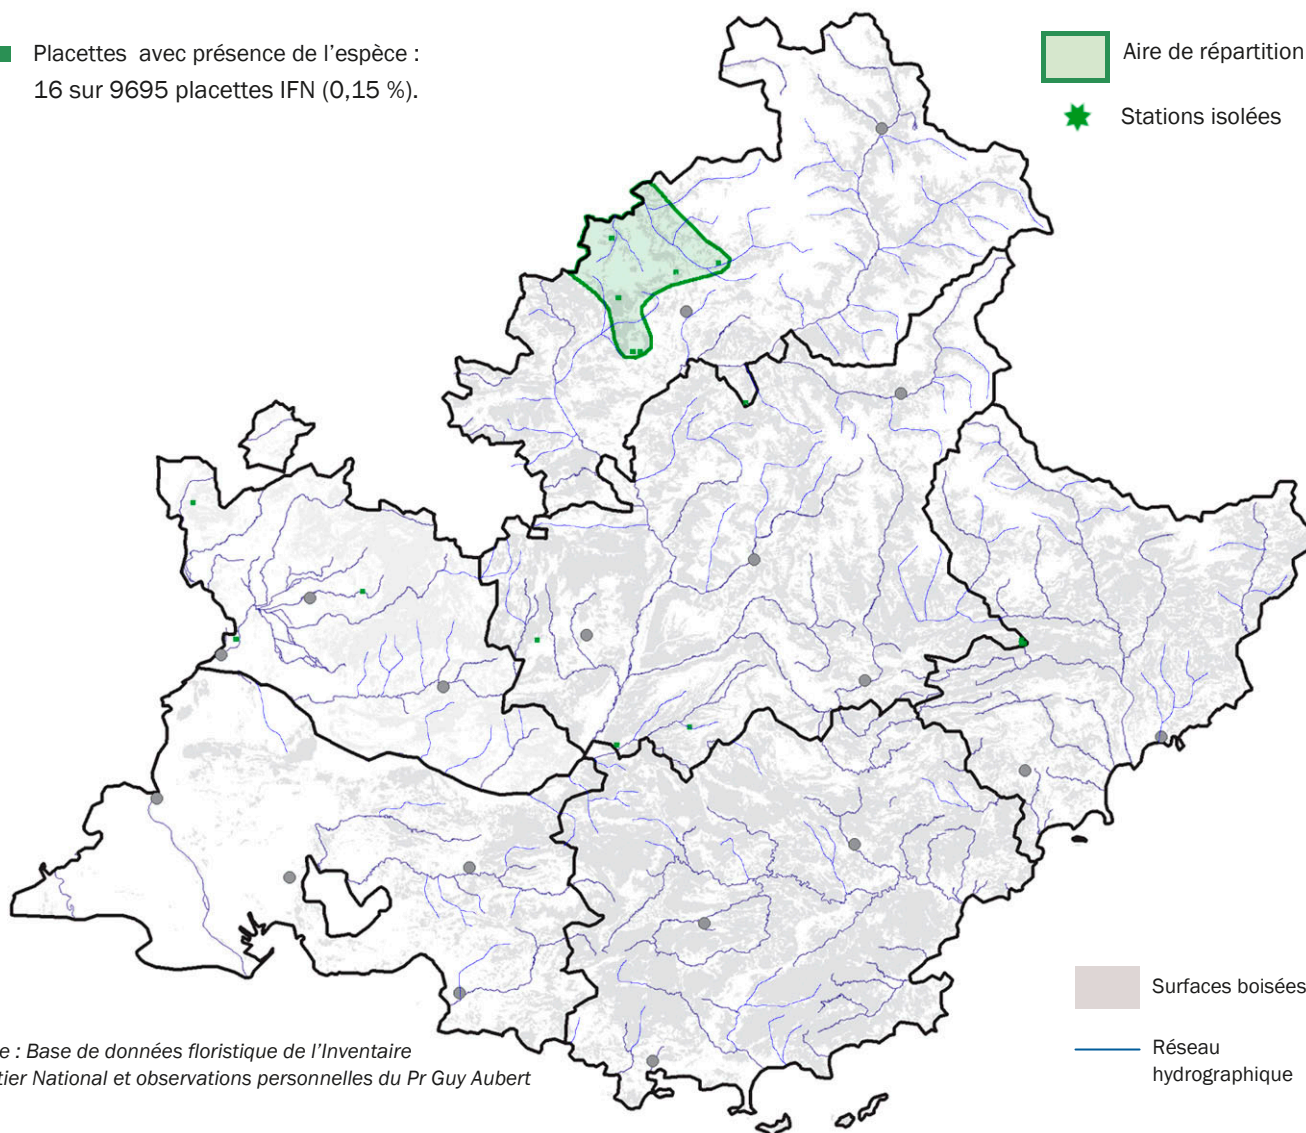 Placettes avec présence de l'espèce :
16 sur 9695 placettes IFN (0,15 %).
Aire de répartition
Stations isolées
Surfaces boisées
Réseau
hydrographique
e : Base de données floristique de l'Inventaire
tier National et observations personnelles du Pr Guy Aubert